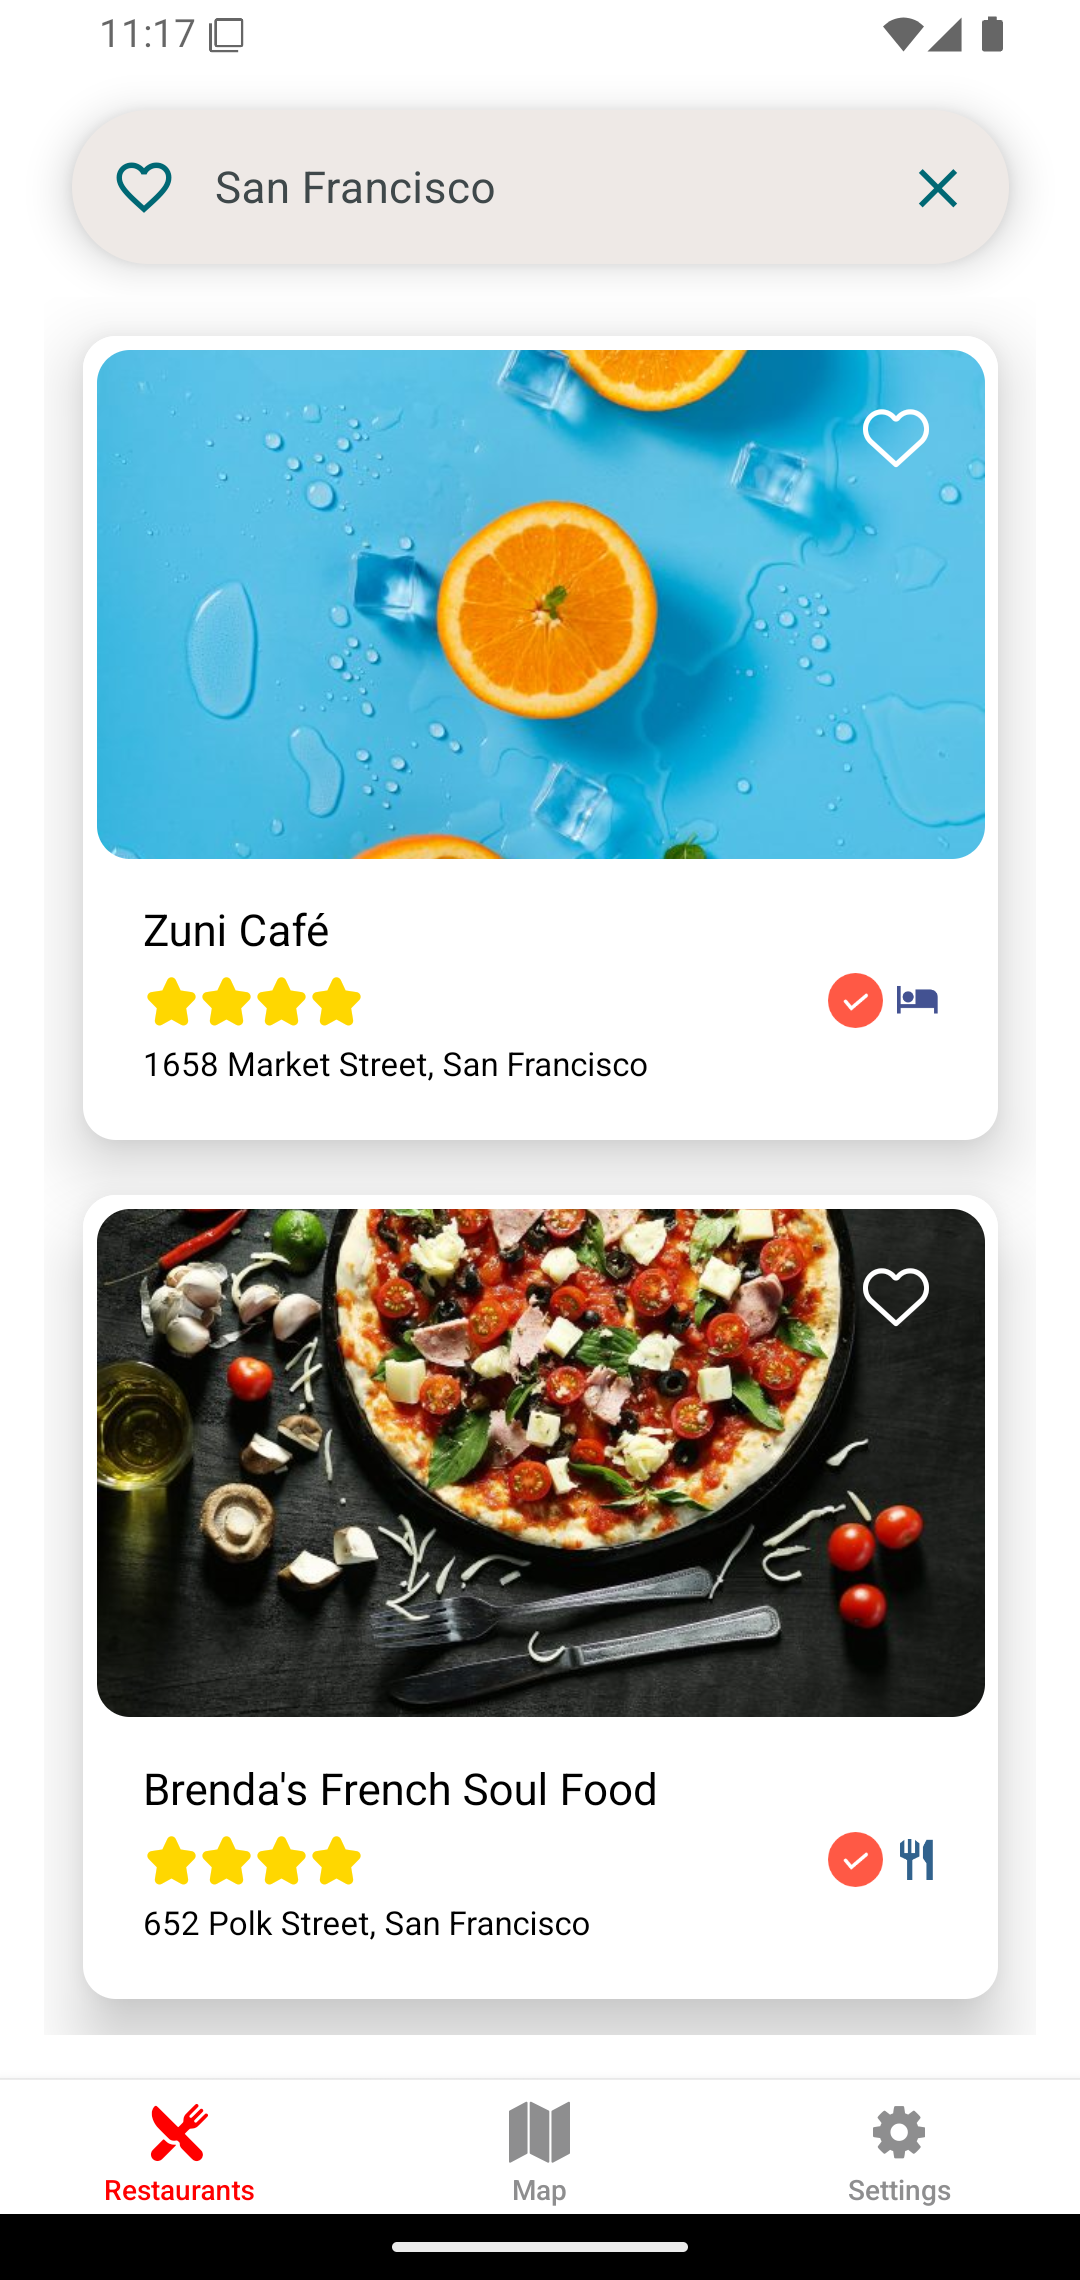 11:17
San Francisco
Zuni Café
1658 Market Street, San Francisco
Brenda's French Soul Food
652 Polk Street, San Francisco
Restaurants
Map
Settings